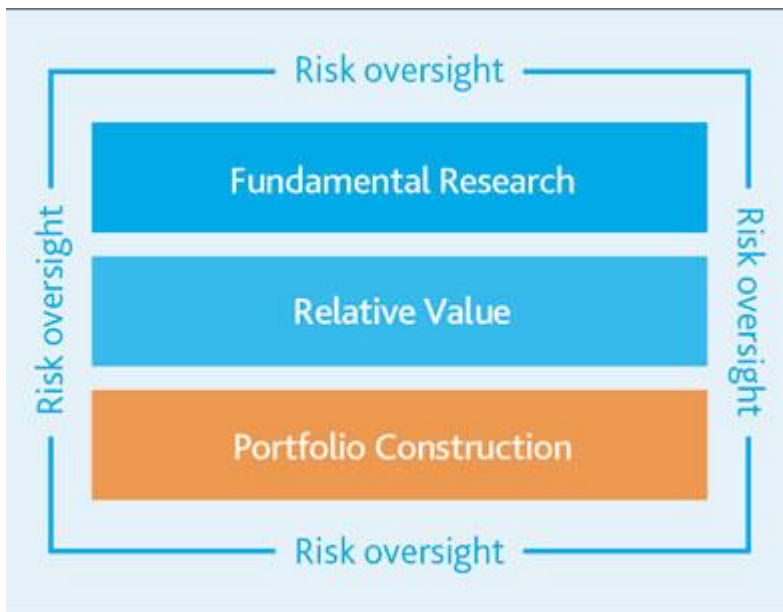 Risk oversight
Fundamental Research
Risk oversight
Relative Value
Risk oversight
Portfolio Construction
Risk oversight